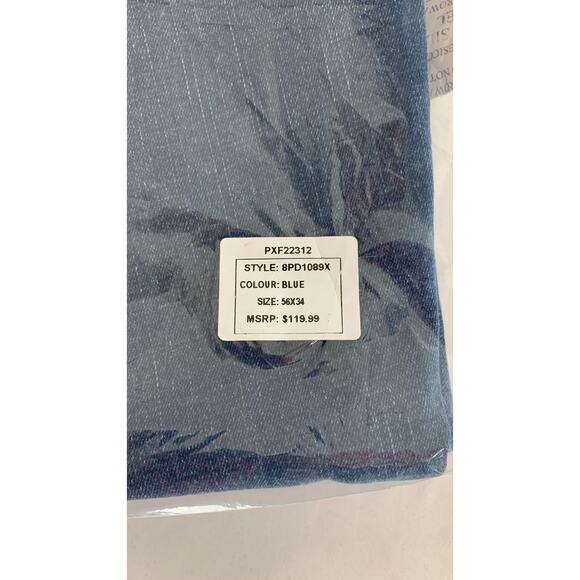 PXF22312
STYLE: 8PD1089X
COLOUR: BLUE
SIZE: 56X34
MSRP: $119.99